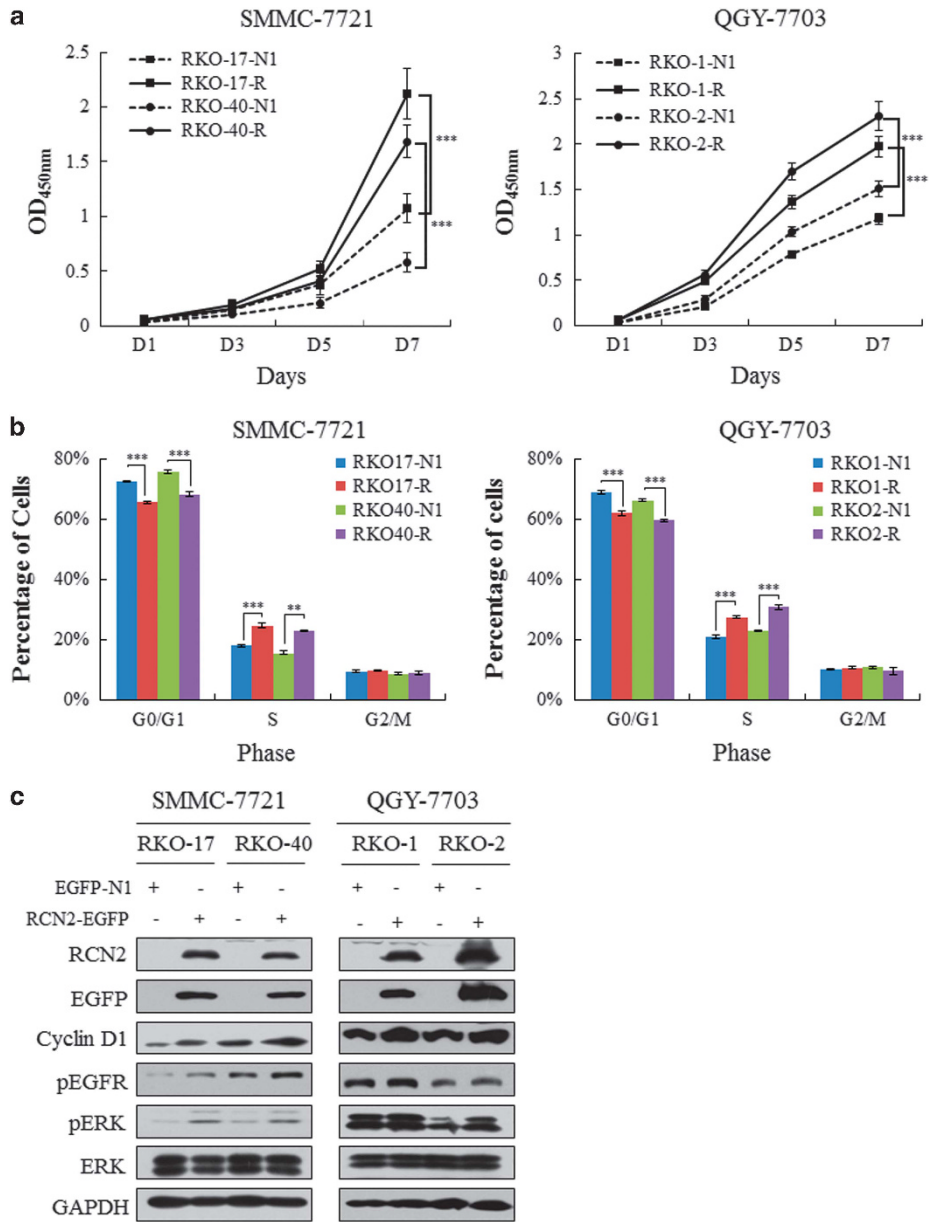 a
SMMC-7721
QGY-7703
OD450nm
2.5
2
1.5
1
0.5
0
RKO-17-N1
RKO-17-R
RKO-40-N1
RKO-40-R
***
***
D1 D3 D5 D7
Days
OD450nm
3
2.5
2
1.5
1
0.5
0
RKO-1-N1
RKO-1-R
RKO-2-N1
RKO-2-R
***
***
D1 D3 D5 D7
Days
b
SMMC-7721
QGY-7703
Percentage of Cells
80%
60%
40%
20%
0%
*** ***
*** **
RKO17-N1
RKO17-R
RKO40-N1
RKO40-R
G0/G1 S G2/M
Phase
Percentage of cells
80%
60%
40%
20%
0%
*** ***
*** ***
RKO1-N1
RKO1-R
RKO2-N1
RKO2-R
G0/G1 S G2/M
Phase
c
SMMC-7721 QGY-7703
RKO-17 RKO-40 RKO-1 RKO-2
EGFP-N1 + - + - + - + -
RCN2-EGFP - + - + - + - +
RCN2
EGFP
Cyclin D1
pEGFR
pERK
ERK
GAPDH